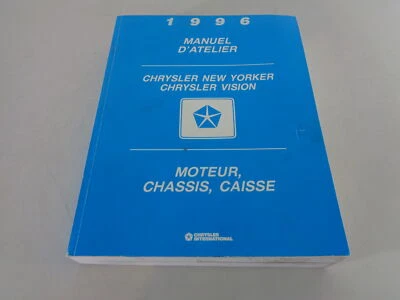 1996
MANUEL
D'ATELIER
CHRYSLER NEW YORKER
CHRYSLER VISION
MOTEUR,
CHASSIS, CAISSE
CHRYSLER
INTERNATIONAL